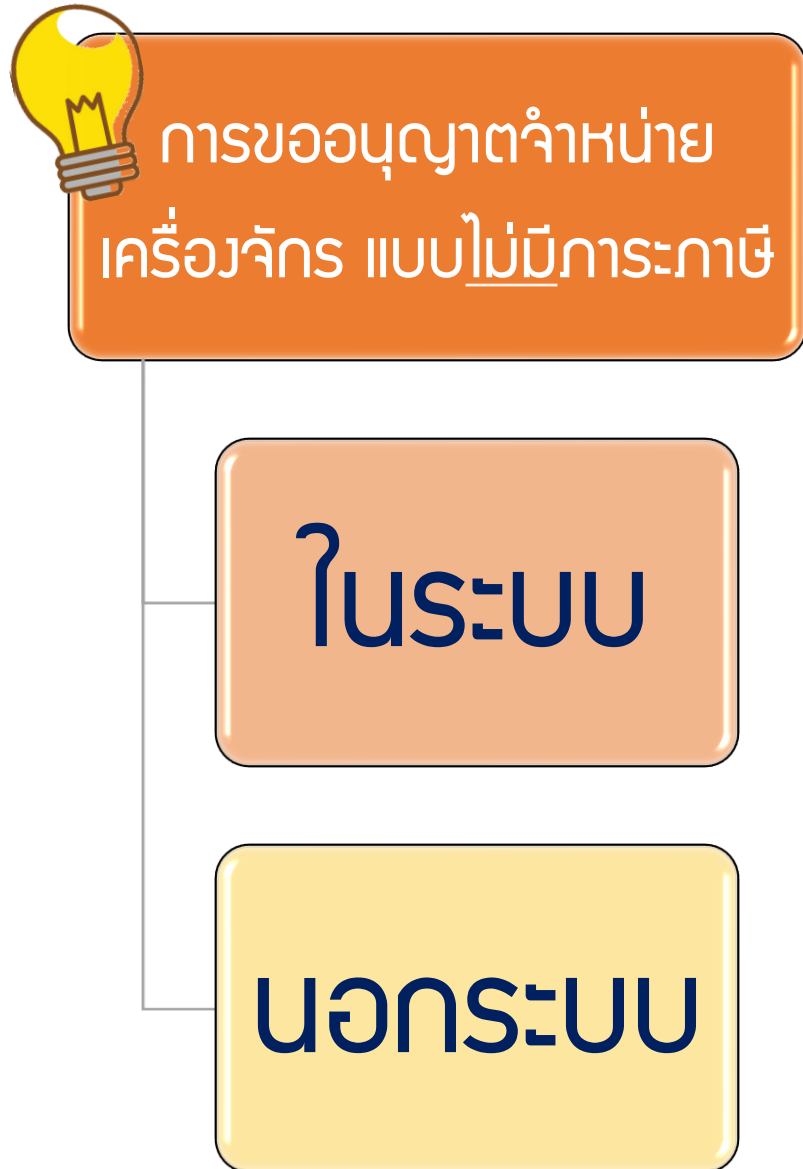 การขออนุญาตจำหน่าย
เครื่องจักร แบบไม่มีภาระภาษี
ในระบบ
นอกระบบ